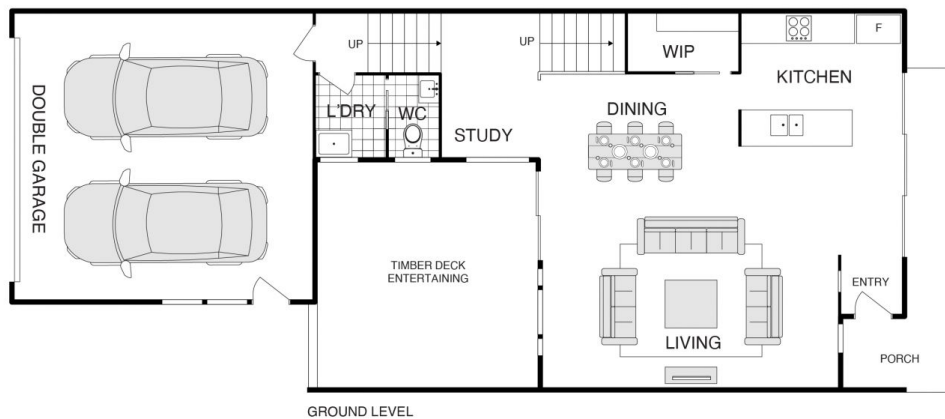 UP
UP
WIP
F
KITCHEN
DOUBLE GARAGE
L'DRY
WC
STUDY
DINING
TIMBER DECK
ENTERTAINING
ENTRY
LIVING
PORCH
GROUND LEVEL